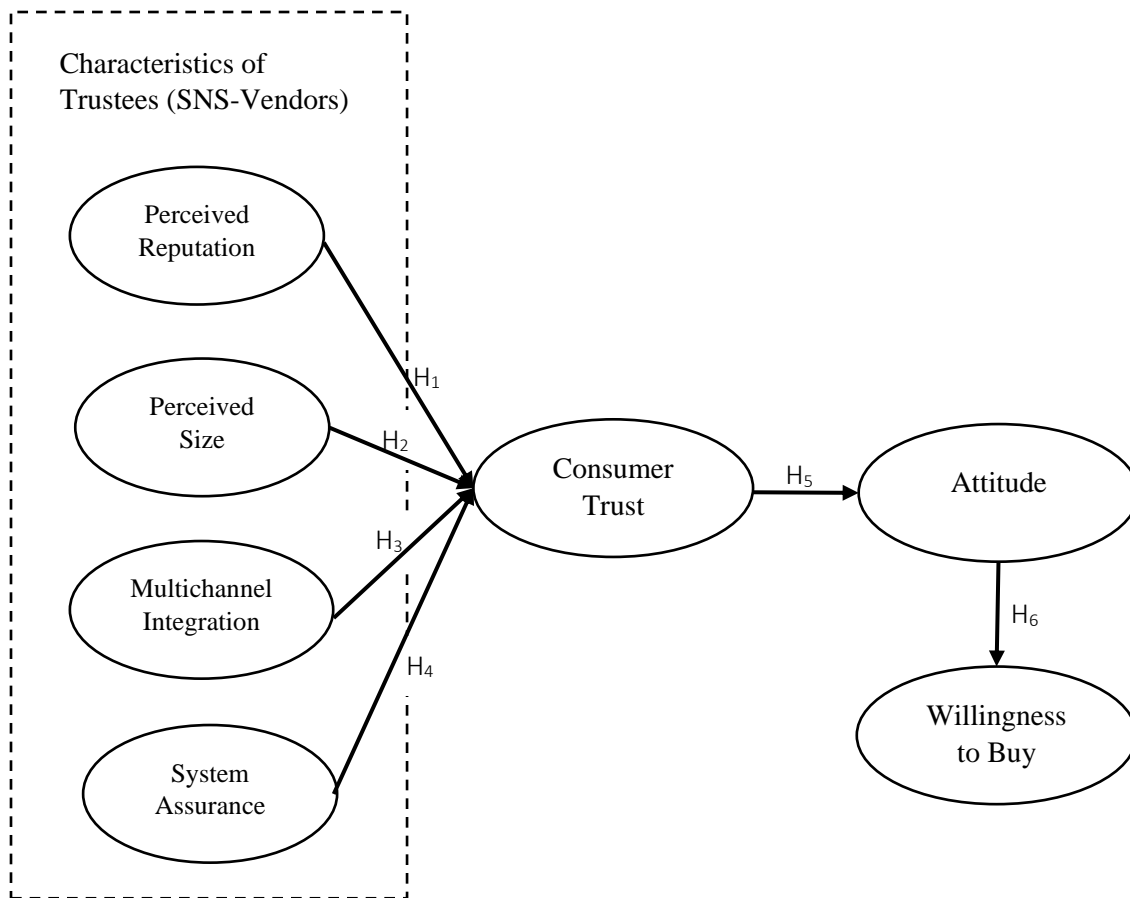 Characteristics of
Trustees (SNS-Vendors)
Perceived
Reputation
H₁
Perceived
Size
H₂
Consumer
Trust
H₅
Attitude
H₃
Multichannel
Integration
H₆
H₄
Willingness
to Buy
System
Assurance